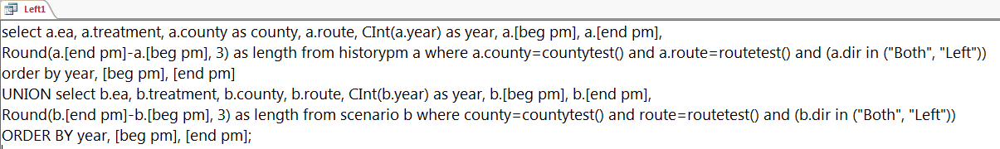 Left1
select a.ea, a.treatment, a.county as county, a.route, CInt(a.year) as year, a.[beg pm], a.[end pm],
Round(a.[end pm]-a.[beg pm], 3) as length from historypm a where a.county=countytest() and a.route=routetest() and (a.dir in ("Both", "Left"))
order by year, [beg pm], [end pm]
UNION select b.ea, b.treatment, b.county, b.route, CInt(b.year) as year, b.[beg pm], b.[end pm],
Round(b.[end pm]-b.[beg pm], 3) as length from scenario b where county=countytest() and route=routetest() and (b.dir in ("Both", "Left"))
ORDER BY year, [beg pm], [end pm];